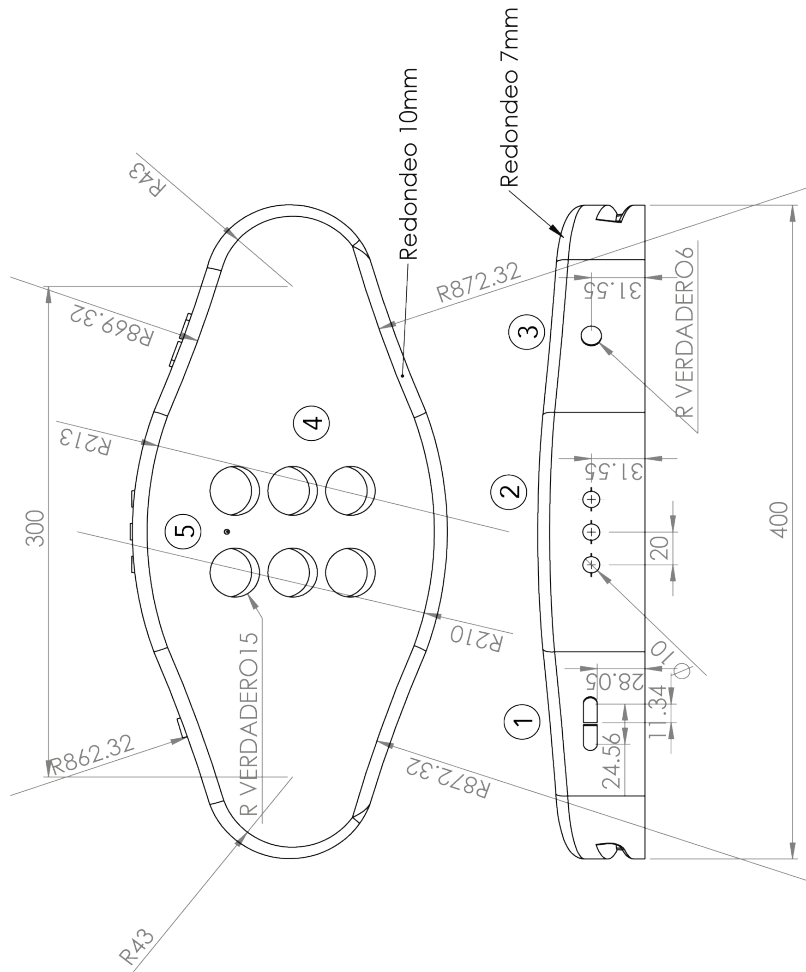 R43
R869.32
R213
300
R862.32
R43
R VERDADERO15
5
4
R210
R872.32
R872.32
Redondeo 10mm
Redondeo 7mm
1
2
3
31.55
R VERDADERO6
31.55
20
∅10
28.05
11.34
24.56
400